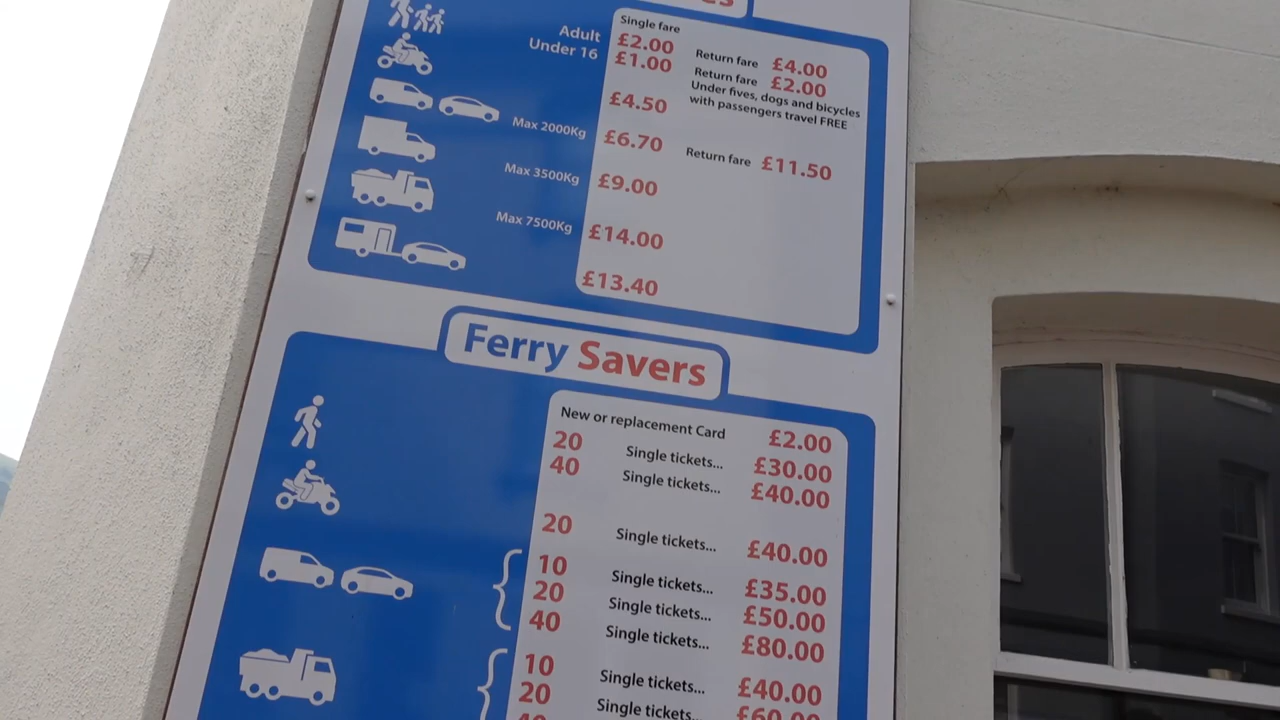 Single fare
Adult £2.00 Return fare £4.00
Under 16 £1.00 Return fare £2.00
Under fives, dogs and bicycles
with passengers travel FREE
£4.50
Max 2000Kg £6.70 Return fare £11.50
Max 3500Kg £9.00
Max 7500Kg £14.00
£13.40
Ferry Savers
New or replacement Card £2.00
20 Single tickets... £30.00
40 Single tickets... £40.00
20 Single tickets... £40.00
10 Single tickets... £35.00
20 Single tickets... £50.00
40 Single tickets... £80.00
10 Single tickets... £40.00
20 Single tickets... £60.00